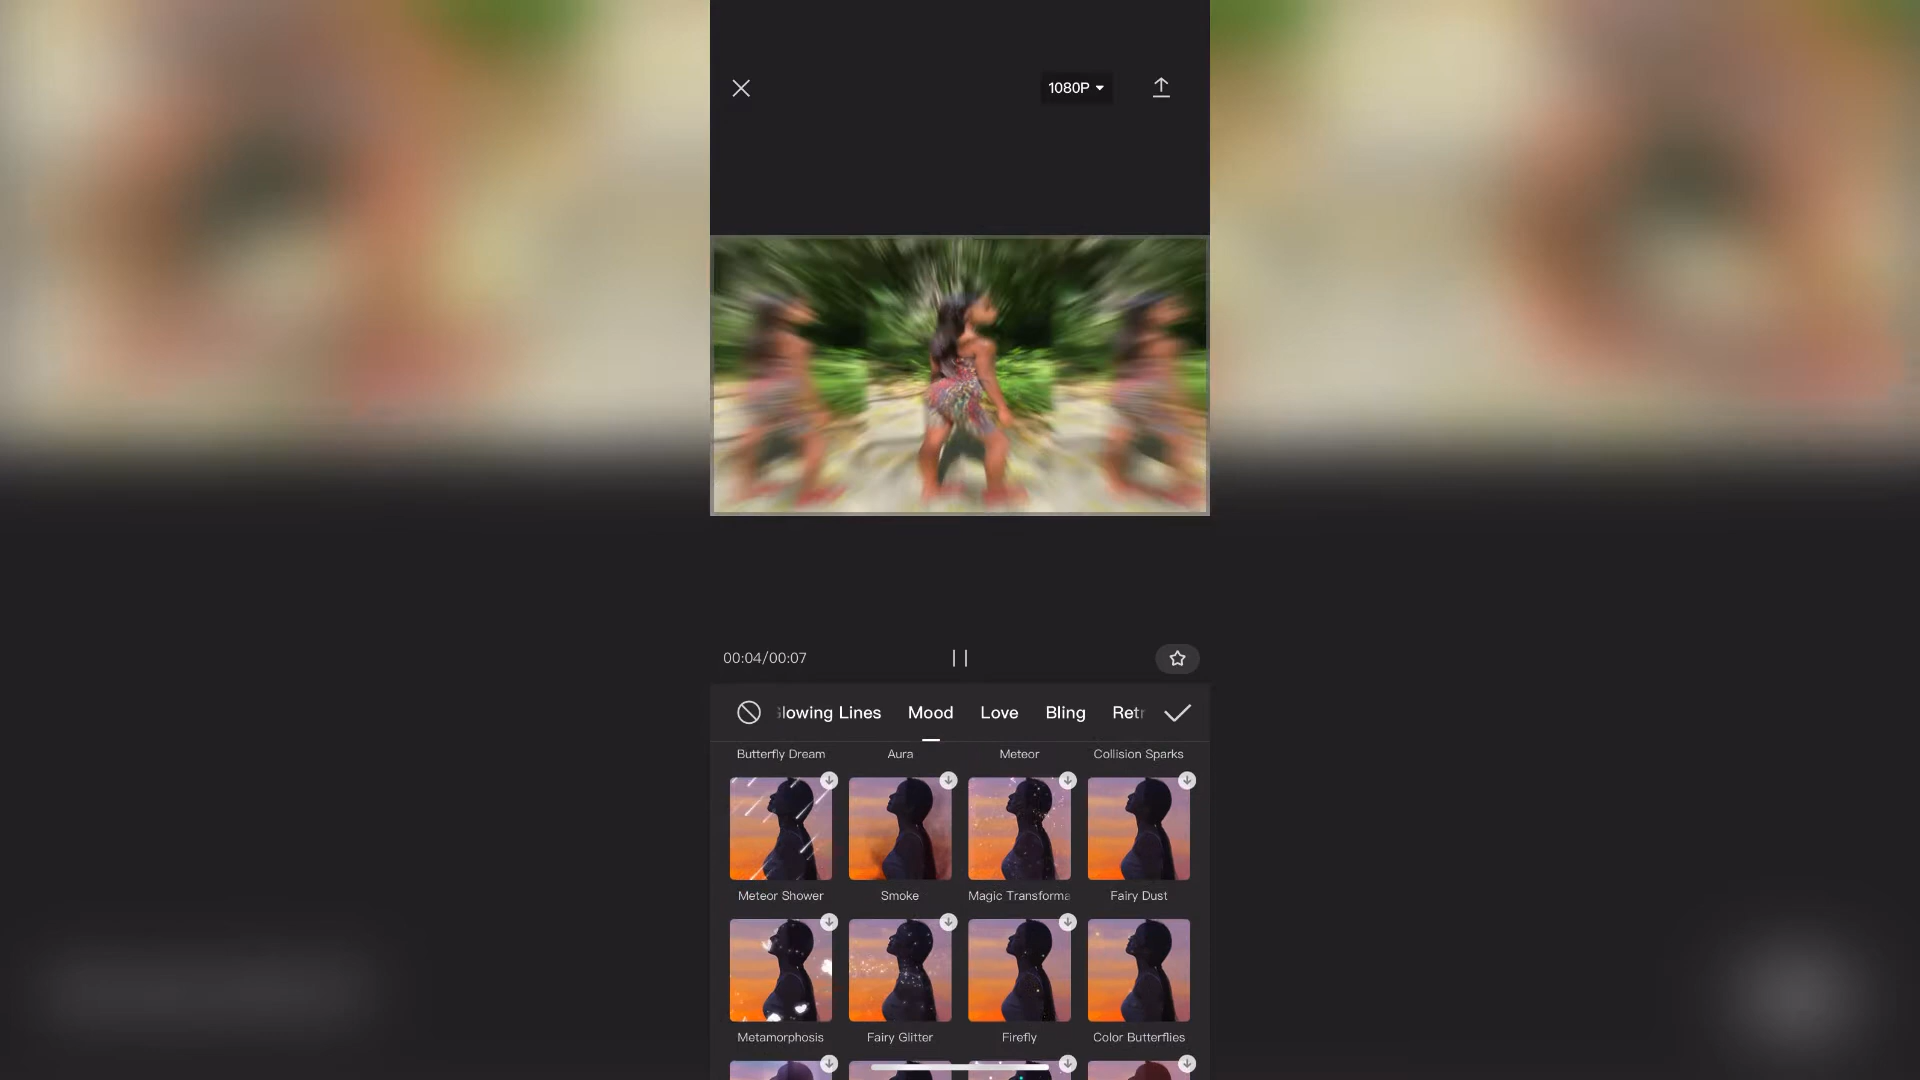 1080P
00:04/00:07
lowing Lines
Mood
Love
Bling
Retr
Butterfly Dream
Aura
Meteor
Collision Sparks
Meteor Shower
Smoke
Magic Transforma
Fairy Dust
Metamorphosis
Fairy Glitter
Firefly
Color Butterflies